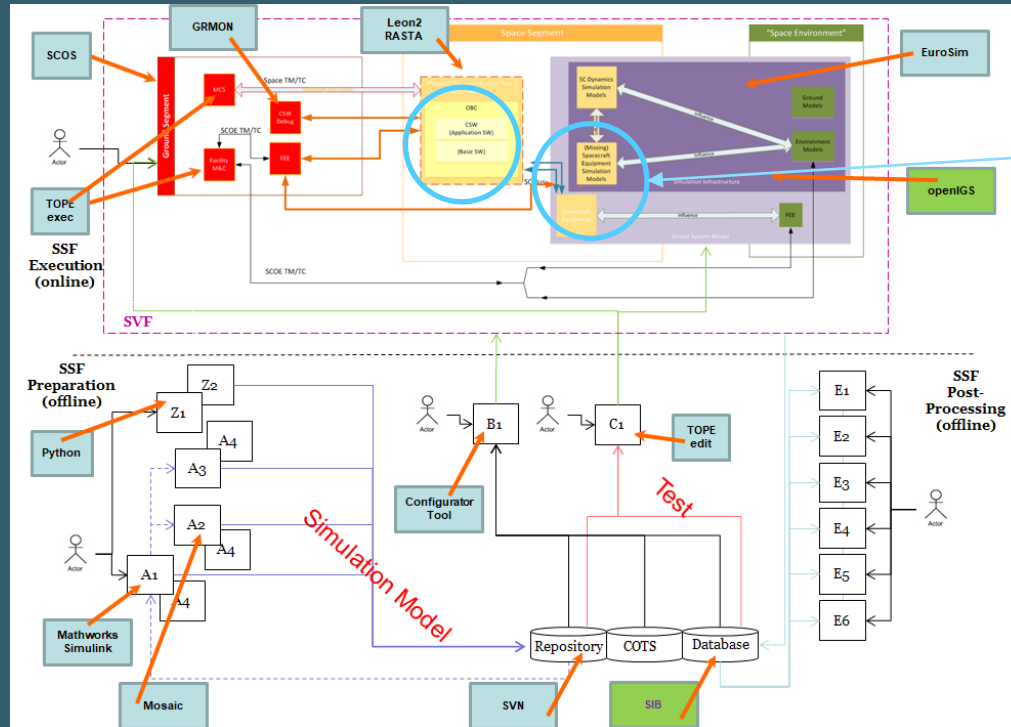 GRMON
Leon2
RASTA
SCOS
EuroSim
openIGS
TOPE
exec
Space Segment
"Space Environment"
Ground Segment
MCS
Space TM/TC
CSW
Debug
SCOE TM/TC
Facility
M&C
FEE
OBC
CSW
(Application SW)
(Basic SW)
SC Dynamics
Simulation
Models
Influence
Ground
Models
Environment
Models
(Missing)
Spacecraft
Equipment
Simulation
Models
influence
Simulation Infrastructure
Spacecraft
Equipment
influence
FEE
Virtual System Model
Actor
SSF
Execution
(online)
SCOE TM/TC
SVF
SSF
Preparation
(offline)
Z2
Z1
A4
A3
A2
A4
A1
A4
Actor
Python
Mathworks
Simulink
Mosaic
Simulation Model
Actor
B1
Actor
C1
TOPE
edit
Configurator
Tool
Test
Repository
COTS
Database
SVN
SIB
E1
E2
E3
E4
E5
E6
SSF
Post-
Processing
(offline)
Actor